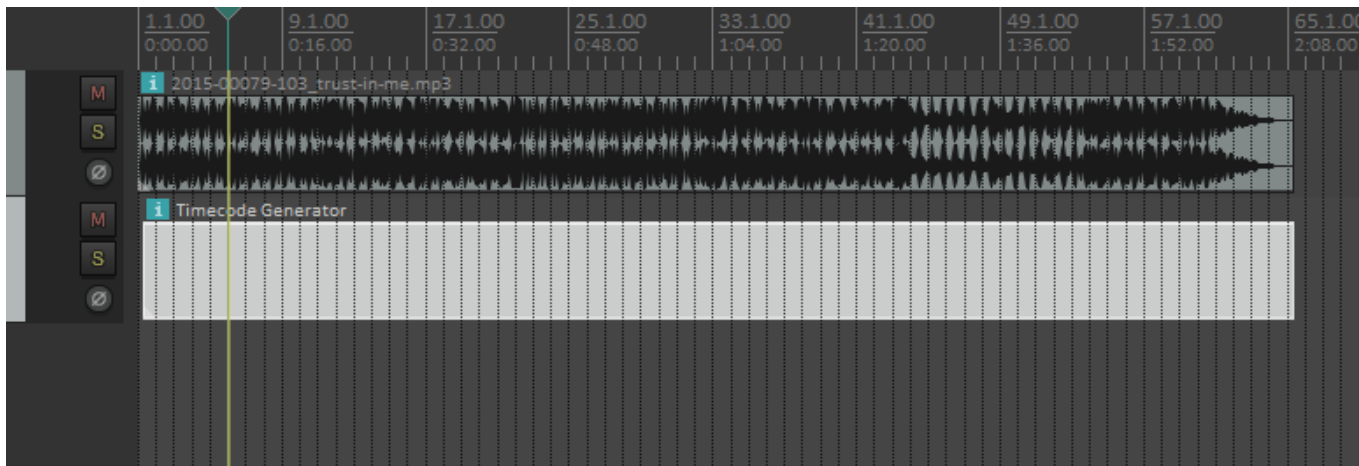 1.1.00 9.1.00 17.1.00 25.1.00 33.1.00 41.1.00 49.1.00 57.1.00 65.1.00
0:00.00 0:16.00 0:32.00 0:48.00 1:04.00 1:20.00 1:36.00 1:52.00 2:08.00
i 2015-00079-103_trust-in-me.mp3
M
S
i Timecode Generator
M
S